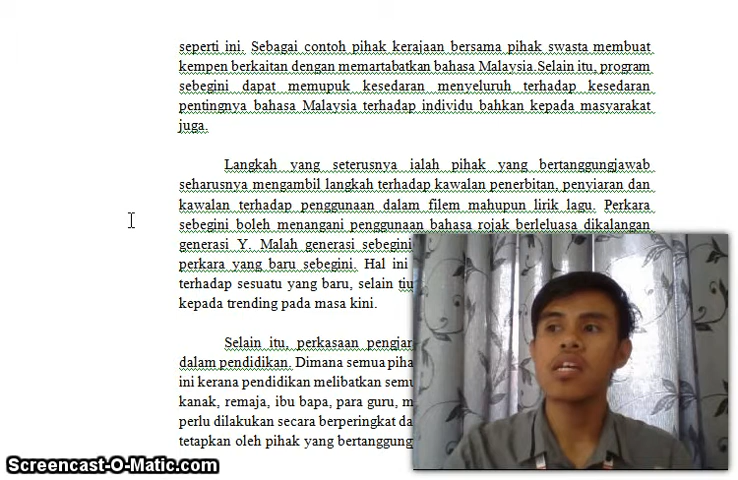 seperti ini. Sebagai contoh pihak kerajaan bersama pihak swasta membuat
kempen berkaitan dengan memartabatkan bahasa Malaysia.Selain itu, program
sebegini dapat memupuk kesedaran menyeluruh terhadap kesedaran
pentingnya bahasa Malaysia terhadap individu bahkan kepada masyarakat
juga.
Langkah yang seterusnya ialah pihak yang bertanggungjawab
seharusnya mengambil langkah terhadap kawalan penerbitan, penyiaran dan
kawalan terhadap penggunaan dalam filem mahupun lirik lagu. Perkara
sebegini boleh menangani penggunaan bahasa rojak berleluasa dikalangan
generasi Y. Malah generasi sebegini
perkara yang baru sebegini. Hal ini
terhadap sesuatu yang baru, selain
kepada trending pada masa kini.
Selain itu, perkasaan
dalam pendidikan. Dimana semua
ini kerana pendidikan melibatkan
kanak, remaja, ibu bapa, para guru,
perlu dilakukan secara berperingkat
tetapkan oleh pihak yang
Screencast-O-Matic.com